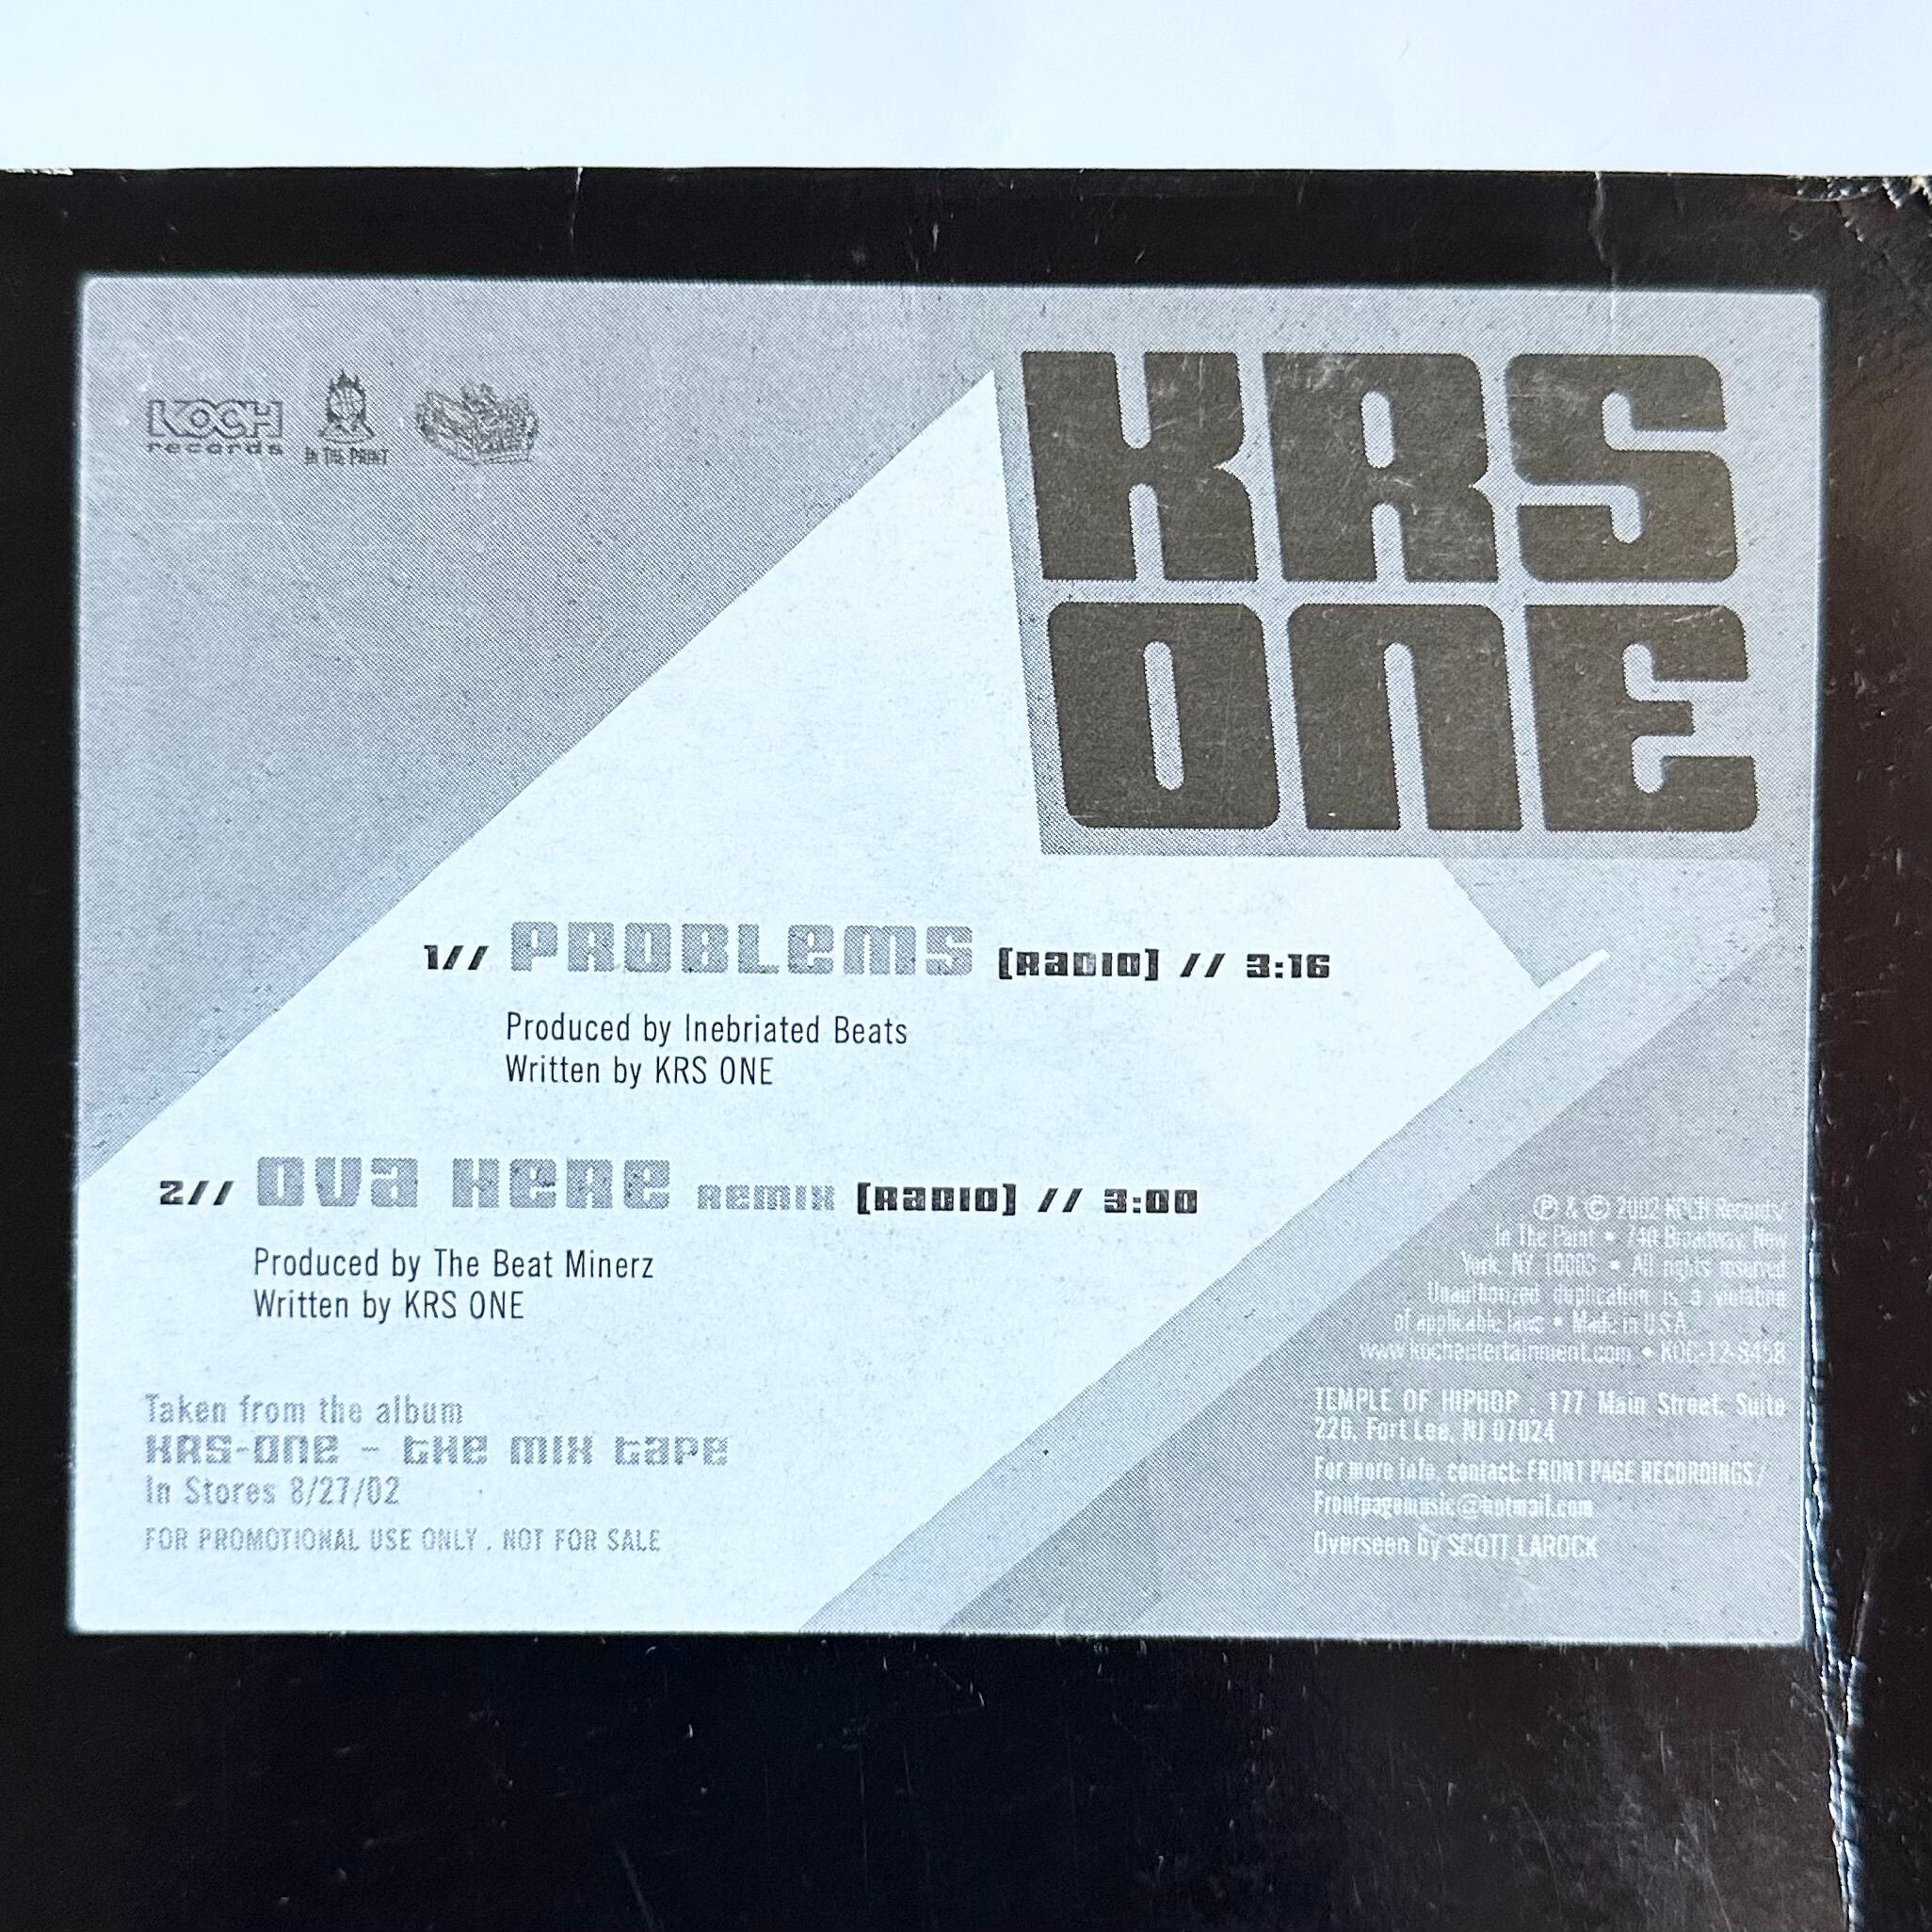 KOCH
records
IN THE PAINT
KRS
ONE
1// PROBLEMS [RADIO] // 3:16
Produced by Inebriated Beats
Written by KRS ONE
2// OVA HERE REMIX [RADIO] // 3:00
Produced by The Beat Minerz
Written by KRS ONE
Taken from the album
KRS-ONE - THE MIX TAPE
In Stores 8/27/02
FOR PROMOTIONAL USE ONLY . NOT FOR SALE
℗ & © 2002 KOCH Records/
In The Paint • 740 Broadway, New
York, NY 10003 • All rights reserved
Unauthorized duplication is a violation
of applicable laws • Made in U.S.A.
www.kochentertainment.com • KOC-12-8458
TEMPLE OF HIPHOP . 177 Main Street. Suite
226, Fort Lee, NJ 07024
For more info. contact: FRONT PAGE RECORDINGS /
Frontpagemusic@hotmail.com
Overseen by SCOTT LAROCK